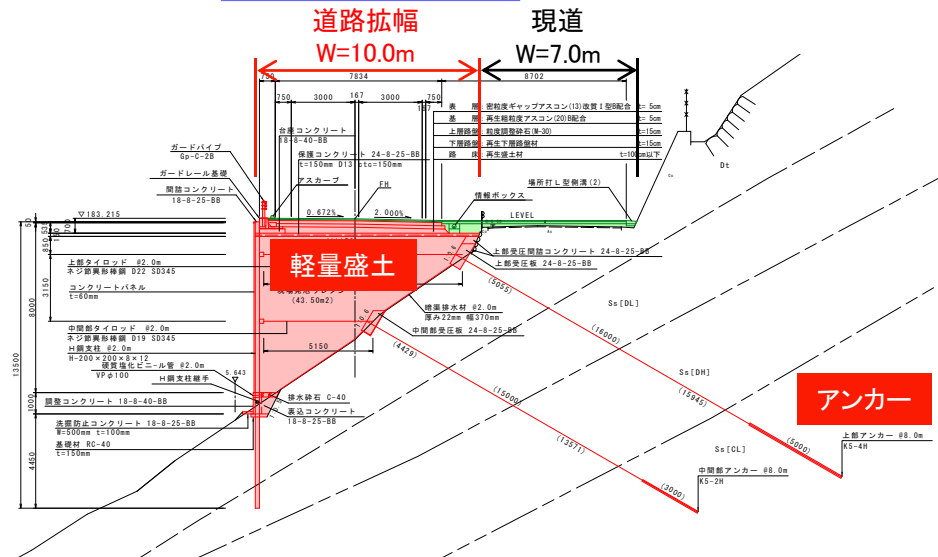 道路拡幅
W=10.0m
現道
W=7.0m
750
7834
8702
750
3000
167
3000
750
167
表　層:密粒度ギャップアスコン(13)改質Ⅰ型B配合 t= 5cm
基　層:再生粗粒度アスコン(20)B配合 t= 5cm
上層路盤:粒度調整砕石(M-30) t=15cm
下層路盤:再生下層路盤材 t=15cm
路　床:再生盛土材 t=100cm以下
台座コンクリート
18-8-40-BB
保護コンクリート 24-8-25-BB
t=150mm D13 ctc=150mm
ガードパイプ
Gp-C-2B
ガードレール基礎
間詰コンクリート
18-8-25-BB
アスカーブ
FH
情報ボックス
場所打L型側溝(2)
Dt
▽183.215
0.672%
2.000%
LEVEL
50
850
3150
8000
13500
1000
4450
上部受圧間詰コンクリート 24-8-25-BB
上部受圧板 24-8-25-BB
軽量盛土
(43.50m2)
上部タイロッド @2.0m
ネジ節異形棒鋼 D22 SD345
コンクリートパネル
t=60mm
中間部タイロッド @2.0m
ネジ節異形棒鋼 D19 SD345
H鋼支柱 @2.0m
H-200×200×8×12
硬質塩化ビニール管 @2.0m
VPφ100
H鋼支柱継手
5.643
調整コンクリート 18-8-40-BB
洗掘防止コンクリート 18-8-25-BB
W=500mm t=100mm
基礎材 RC-40
t=150mm
暗渠排水材 @2.0m
厚み22mm 幅370mm
中間部受圧板 24-8-25-BB
5150
排水砕石 C-40
裏込コンクリート
18-8-25-BB
(5055)
(16000)
(15945)
(5000)
(4429)
(15000)
(13571)
(3000)
Ss[DL]
Ss[DH]
Ss[CL]
アンカー
上部アンカー @8.0m
K5-4H
中間部アンカー @8.0m
K5-2H